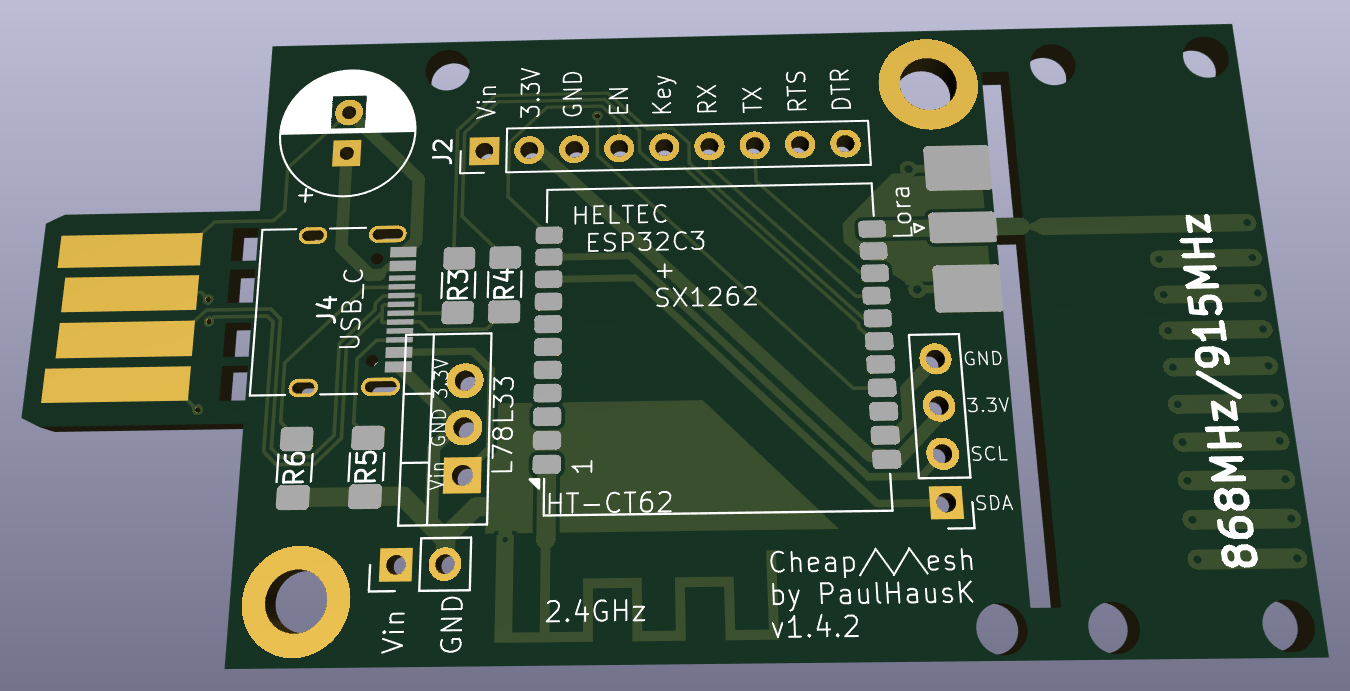 Vin
3.3V
GND
EN
Key
RX
TX
RTS
DTR
J2
+
HELTEC
ESP32C3
+
SX1262
Lora
J4
USB_C
R3
R4
3.3V
GND
Vin
L78L33
R6
R5
1
HT-CT62
GND
3.3V
SCL
SDA
868MHz/915MHz
Vin
GND
2.4GHz
Cheap esh
by PaulHausK
v1.4.2